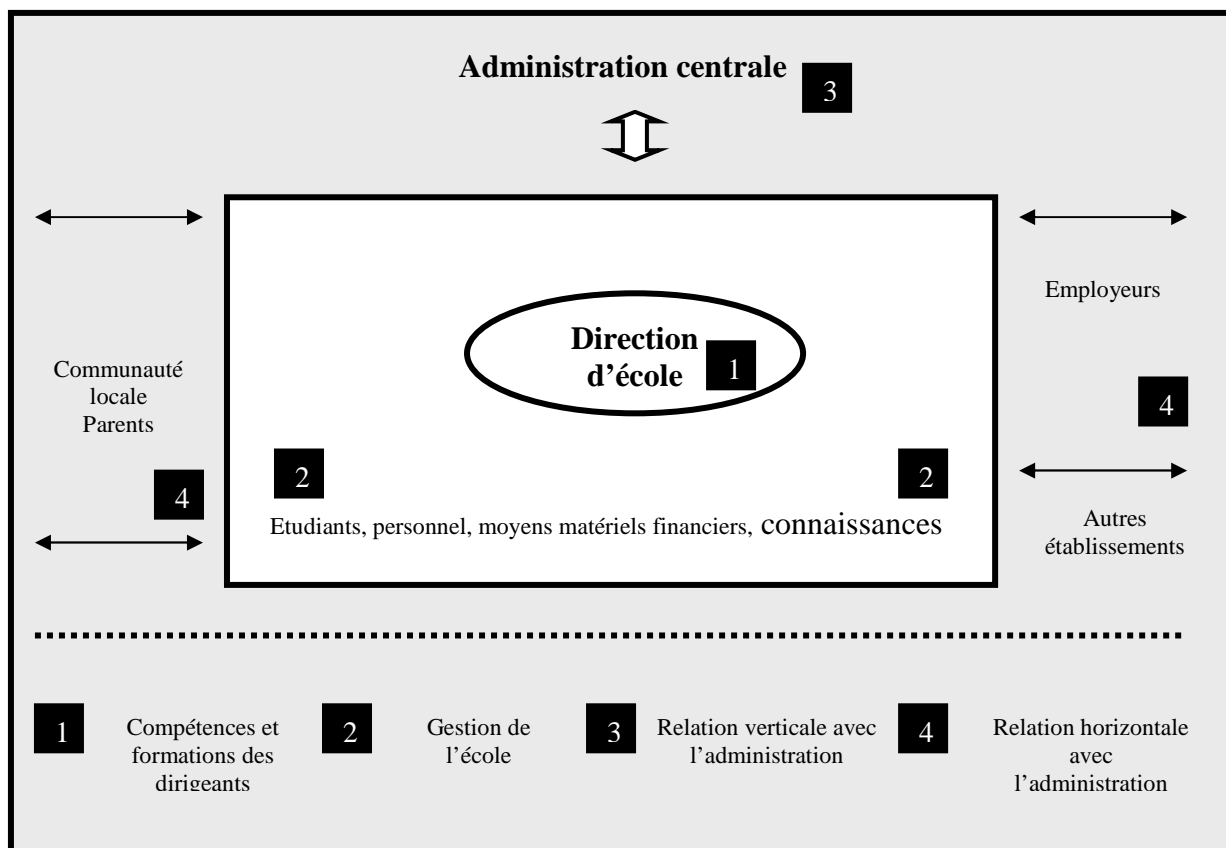 Administration centrale
3
Employeurs
Direction
d’école
1
Communauté
locale
Parents
4
4
2
2
Etudiants, personnel, moyens matériels financiers, connaissances
Autres
établissements
1
Compétences et
formations des
dirigeants
2
Gestion de
l’école
3
Relation verticale avec
l’administration
4
Relation horizontale
avec
l’administration